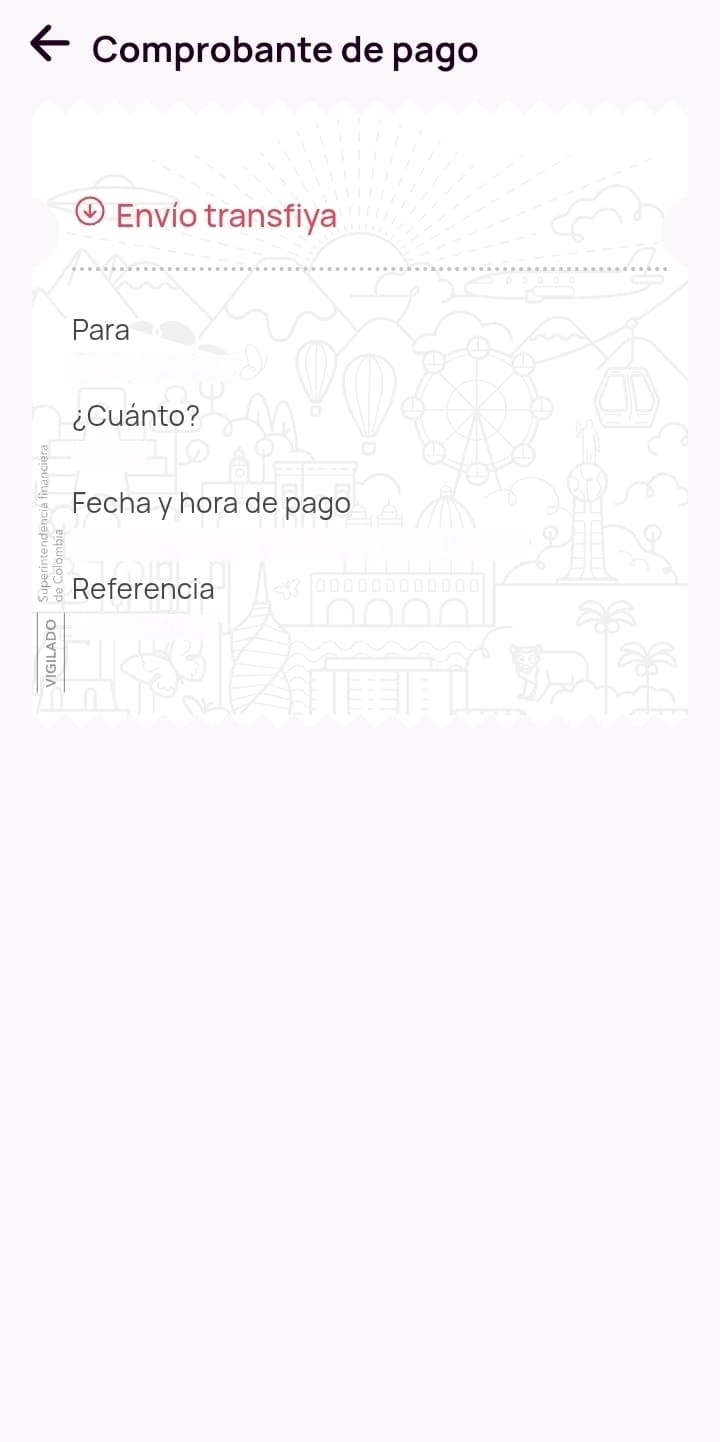 Comprobante de pago
Envío transfiya
Para
¿Cuánto?
Fecha y hora de pago
Referencia
VIGILADO
Superintendencia financiera
de Colombia